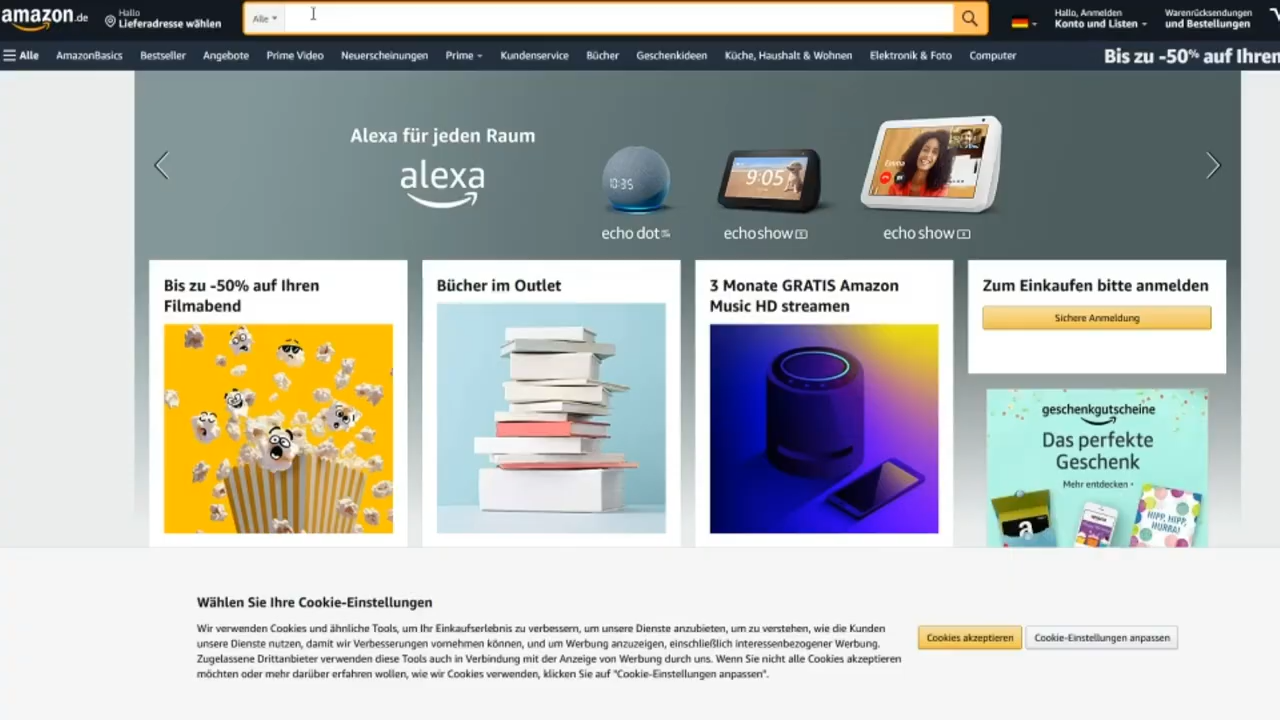 amazon.de
Hallo
Lieferadresse wählen
Alle
Hallo, Anmelden
Konto und Listen
Warenrücksendungen
und Bestellungen
Alle
AmazonBasics
Bestseller
Angebote
Prime Video
Neuerscheinungen
Prime
Kundenservice
Bücher
Geschenkideen
Küche, Haushalt & Wohnen
Elektronik & Foto
Computer
Bis zu -50% auf Ihren
Alexa für jeden Raum
alexa
10:35
9:05
Emma
echo dot
echo show 5
echo show 8
Bis zu -50% auf Ihren
Filmabend
Bücher im Outlet
3 Monate GRATIS Amazon
Music HD streamen
Zum Einkaufen bitte anmelden
Sichere Anmeldung
geschenkgutscheine
Das perfekte
Geschenk
Mehr entdecken
a
HIPP, HIPP,
HURRA!
Wählen Sie Ihre Cookie-Einstellungen
Wir verwenden Cookies und ähnliche Tools, um Ihr Einkaufserlebnis zu verbessern, um unsere Dienste anzubieten, um zu verstehen, wie die Kunden
unsere Dienste nutzen, damit wir Verbesserungen vornehmen können, und um Werbung anzuzeigen, einschließlich interessenbezogener Werbung.
Zugelassene Drittanbieter verwenden diese Tools auch in Verbindung mit der Anzeige von Werbung durch uns. Wenn Sie nicht alle Cookies akzeptieren
möchten oder mehr darüber erfahren wollen, wie wir Cookies verwenden, klicken Sie auf "Cookie-Einstellungen anpassen".
Cookies akzeptieren
Cookie-Einstellungen anpassen